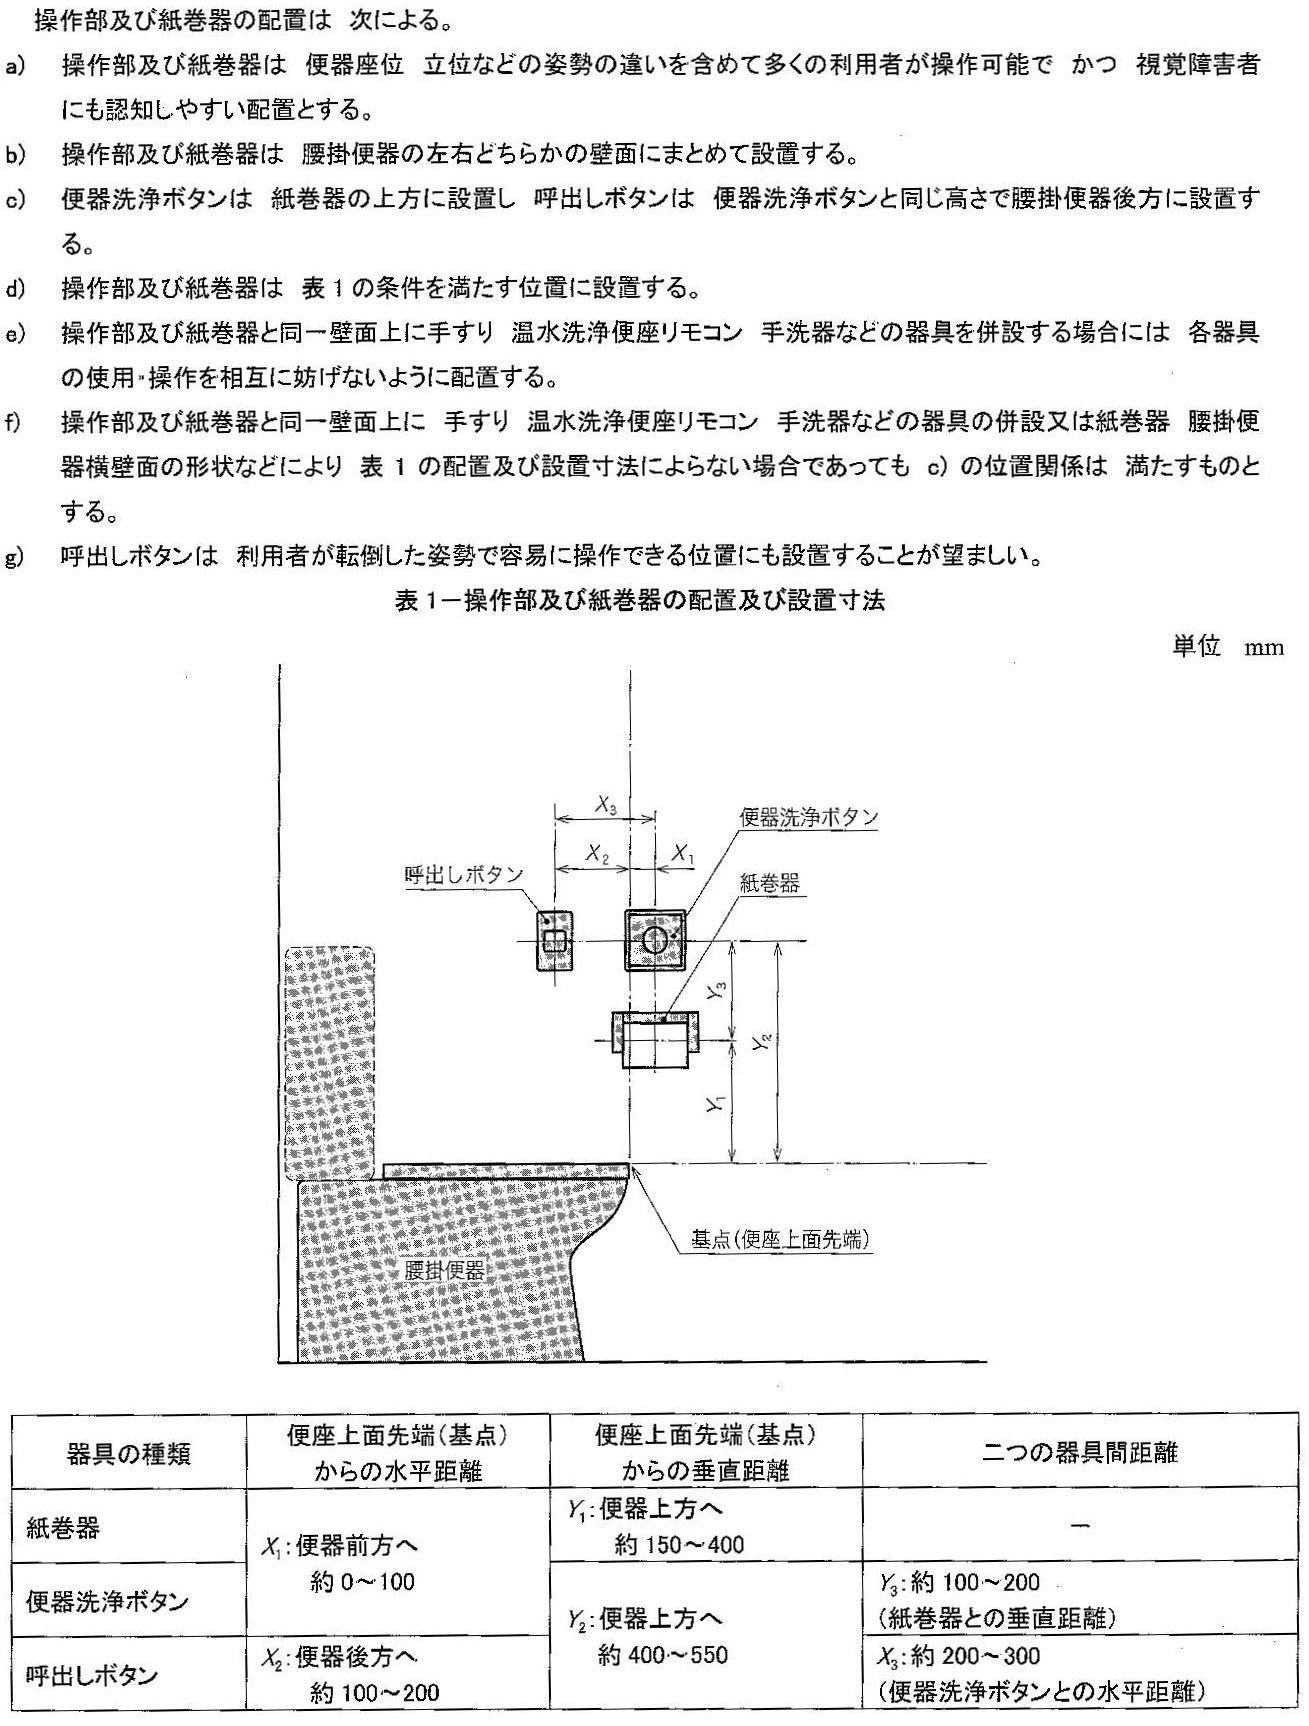 操作部及び紙巻器の配置は 次による。
a) 操作部及び紙巻器は 便器座位 立位などの姿勢の違いを含めて多くの利用者が操作可能で かつ 視覚障害者
にも認知しやすい配置とする。
b) 操作部及び紙巻器は 腰掛便器の左右どちらかの壁面にまとめて設置する。
c) 便器洗浄ボタンは 紙巻器の上方に設置し 呼出しボタンは 便器洗浄ボタンと同じ高さで腰掛便器後方に設置す
る。
d) 操作部及び紙巻器は 表1の条件を満たす位置に設置する。
e) 操作部及び紙巻器と同一壁面上に手すり 温水洗浄便座リモコン 手洗器などの器具を併設する場合には 各器具
の使用・操作を相互に妨げないように配置する。
f) 操作部及び紙巻器と同一壁面上に 手すり 温水洗浄便座リモコン 手洗器などの器具の併設又は紙巻器 腰掛便
器横壁面の形状などにより 表 1 の配置及び設置寸法によらない場合であっても c) の位置関係は 満たすものと
する。
g) 呼出しボタンは 利用者が転倒した姿勢で容易に操作できる位置にも設置することが望ましい。
表1－操作部及び紙巻器の配置及び設置寸法
単位 mm
X3
便器洗浄ボタン
X2 X1
呼出しボタン
紙巻器
Y3
Y2
Y1
基点(便座上面先端)
腰掛便器
器具の種類
便座上面先端(基点)
からの水平距離
便座上面先端(基点)
からの垂直距離
二つの器具間距離
紙巻器
X1:便器前方へ
約0～100
Y1:便器上方へ
約150～400
－
便器洗浄ボタン
Y2:便器上方へ
約400～550
Y3:約100～200
(紙巻器との垂直距離)
呼出しボタン
X2:便器後方へ
約100～200
X3:約200～300
(便器洗浄ボタンとの水平距離)